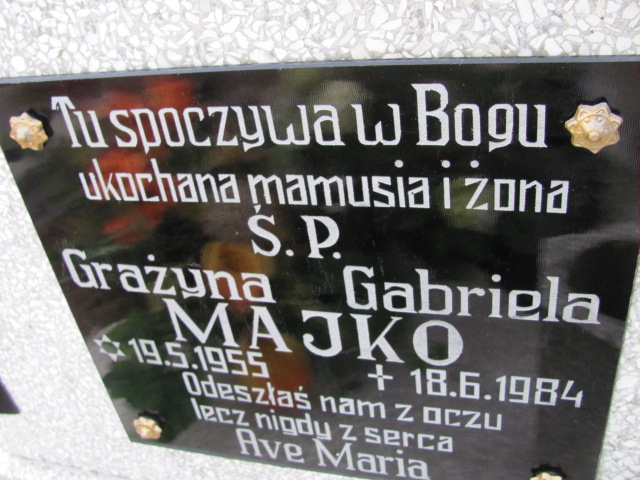 Tu spoczywa w Bogu
ukochana mamusia i żona
Ś. P.
Grażyna Gabriela
MAJKO
19.5.1955
✝ 18.6.1984
Odeszłaś nam z oczu
lecz nigdy z serca
Ave Maria